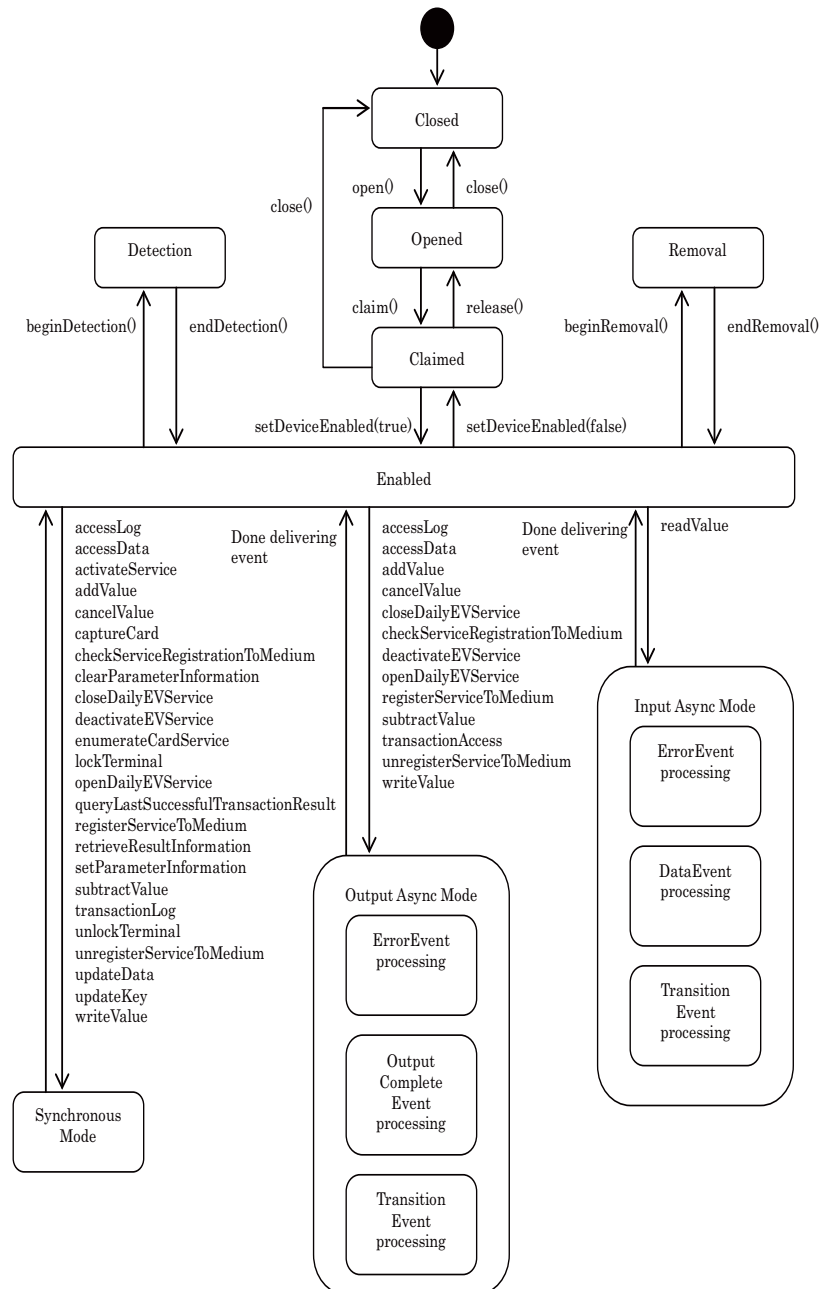 Closed
open()
close()
close()
Detection
Opened
Removal
beginDetection()
endDetection()
claim()
release()
beginRemoval()
endRemoval()
Claimed
setDeviceEnabled(true)
setDeviceEnabled(false)
Enabled
accessLog
accessData
activateService
addValue
cancelValue
captureCard
checkServiceRegistrationToMedium
clearParameterInformation
closeDailyEVService
deactivateEVService
enumerateCardService
lockTerminal
openDailyEVService
queryLastSuccessfulTransactionResult
registerServiceToMedium
retrieveResultInformation
setParameterInformation
subtractValue
transactionLog
unlockTerminal
unregisterServiceToMedium
updateData
updateKey
writeValue
Synchronous
Mode
Done delivering
event
accessLog
accessData
addValue
cancelValue
closeDailyEVService
checkServiceRegistrationToMedium
deactivateEVService
openDailyEVService
registerServiceToMedium
subtractValue
transactionAccess
unregisterServiceToMedium
writeValue
Output Async Mode
ErrorEvent
processing
Output
Complete
Event
processing
Transition
Event
processing
Done delivering
event
readValue
Input Async Mode
ErrorEvent
processing
DataEvent
processing
Transition
Event
processing